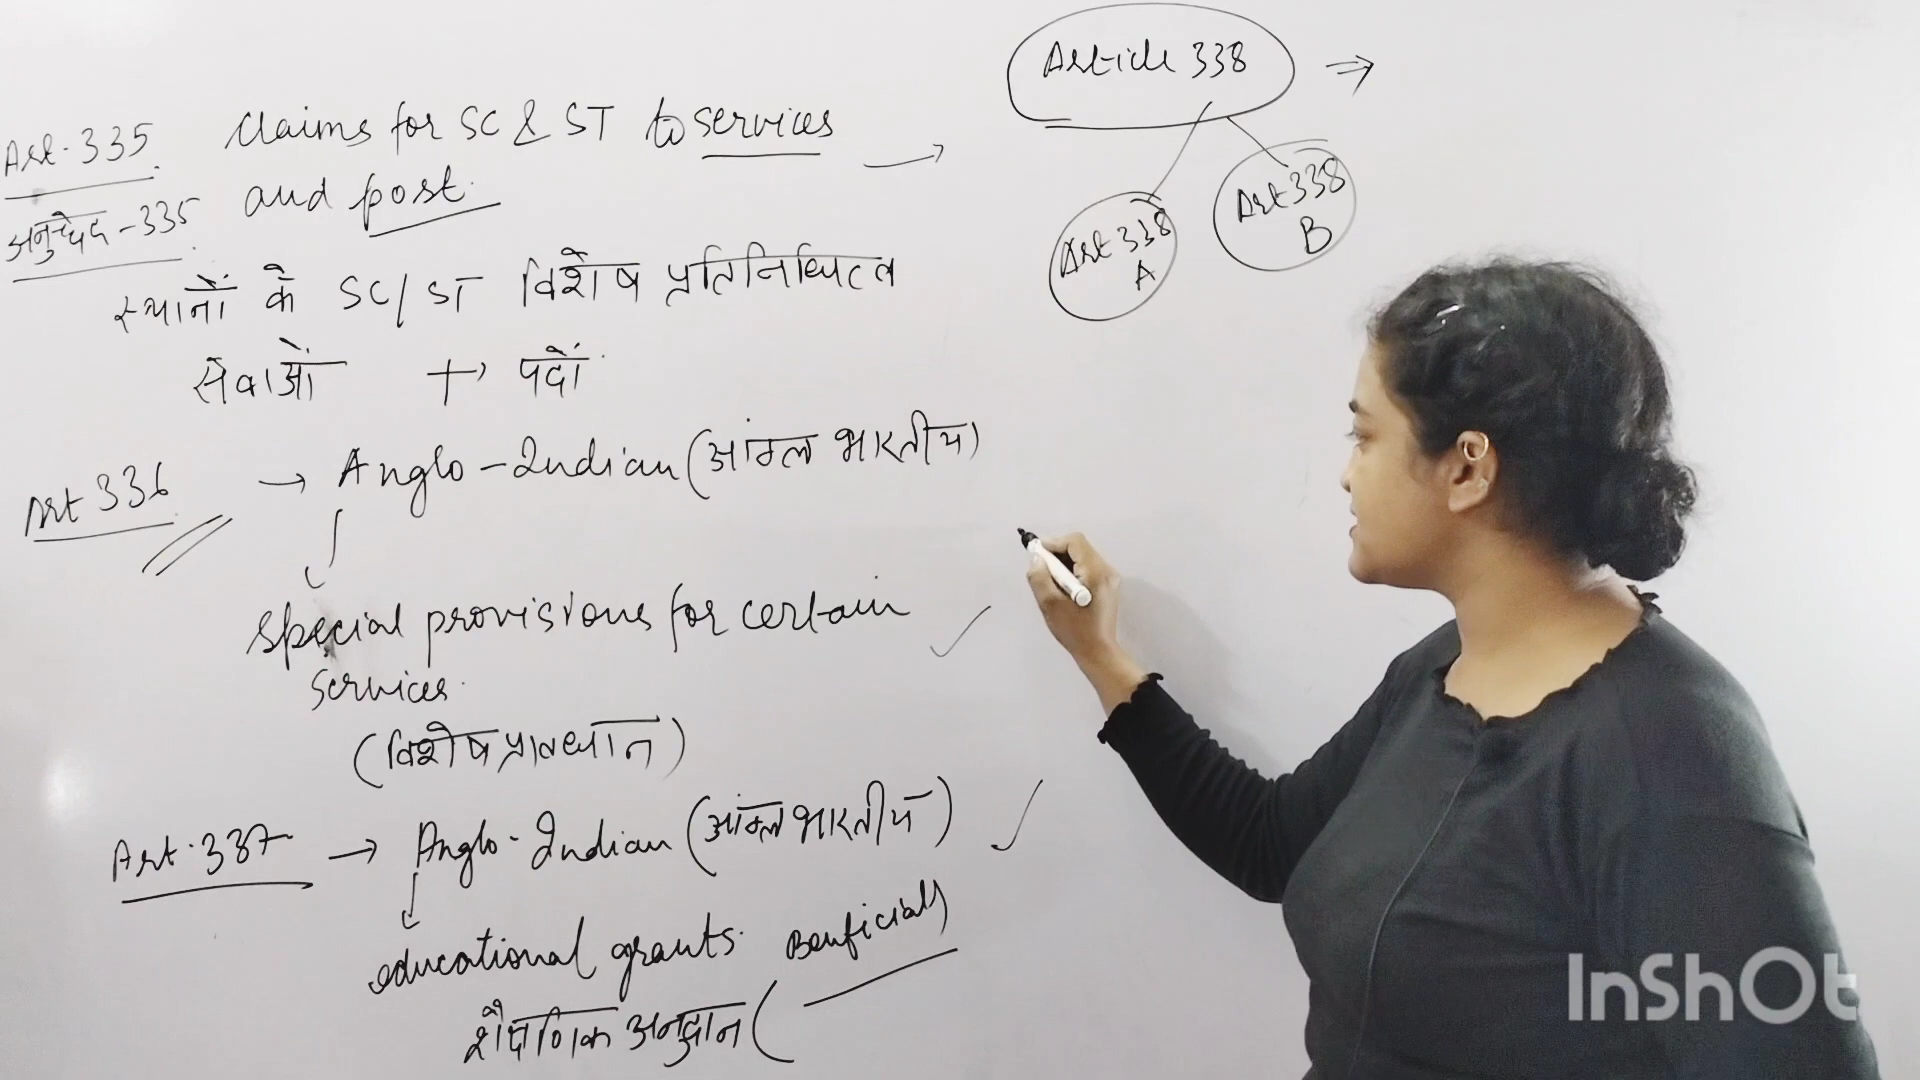 Art. 335 Claims for SC & ST to services
and post.
अनुच्छेद - 335
स्थानों के SC/ST विशेष प्रतिनिधित्व
सेवाओं + पदों
Art 336 → Anglo-Indian (आंग्ल भारतीय)
special provisions for certain
services.
(विशेष प्रावधान)
Art. 337 → Anglo-Indian (आंग्ल भारतीय)
educational grants. Benficials
शैक्षणिक अनुदान (
Article 338 ⇒
Art 338
A
Art 338
B
InShOt